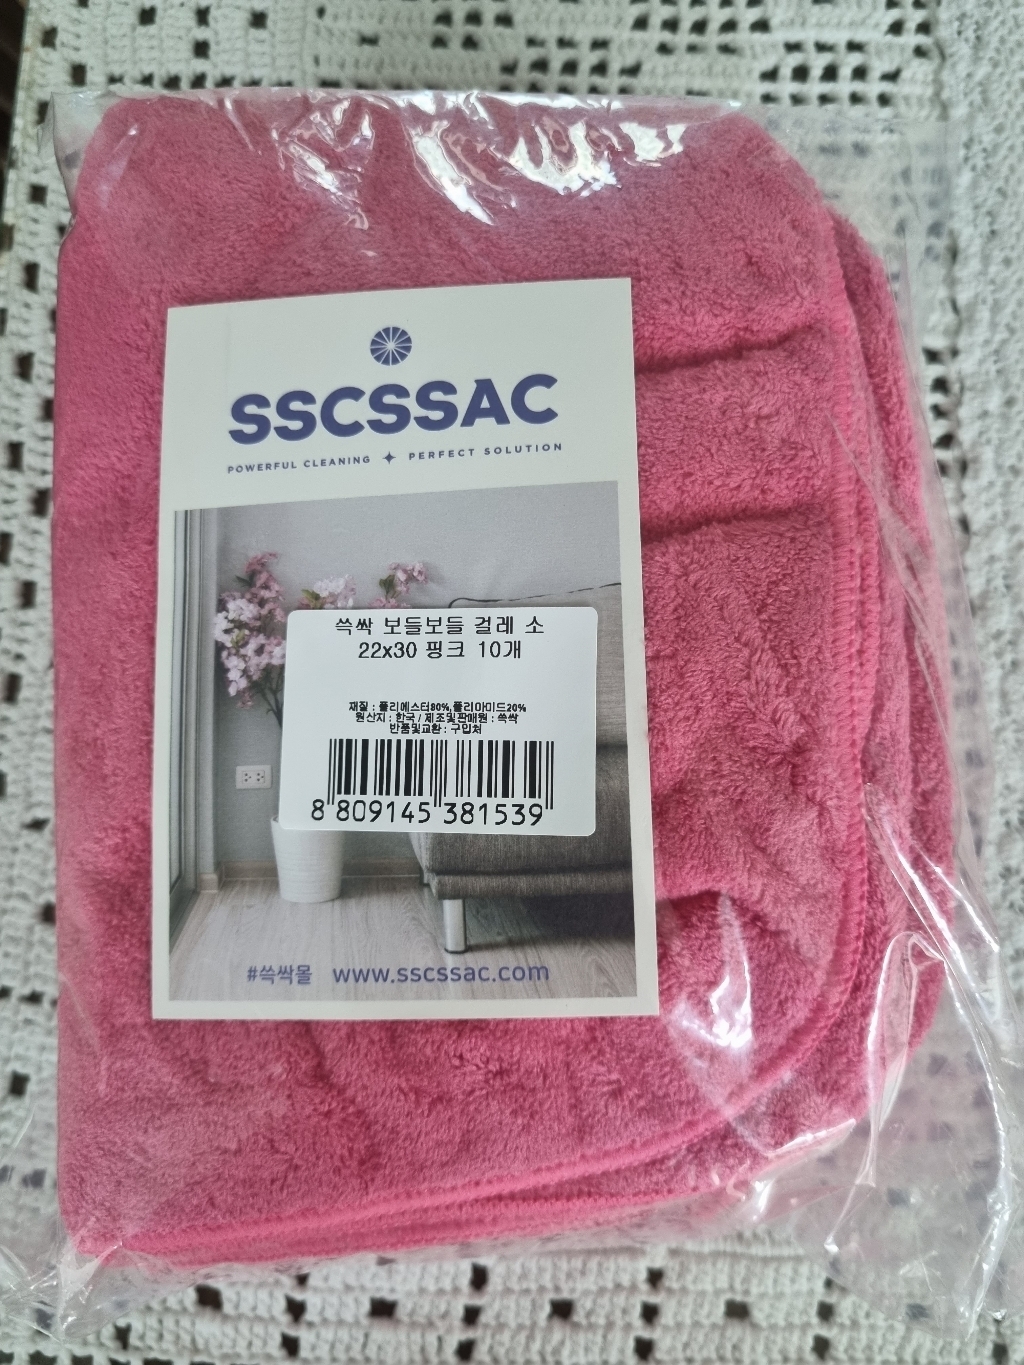 SSCSSAC
POWERFUL CLEANING ✦ PERFECT SOLUTION
쓱싹 보들보들 걸레 소
22x30 핑크 10개
재질 : 폴리에스터80%,폴리아미드20%
원산지 : 한국 / 제조및판매원 : 쓱싹
반품및교환 : 구입처
8 809145 381539
#쓱싹몰 www.sscssac.com